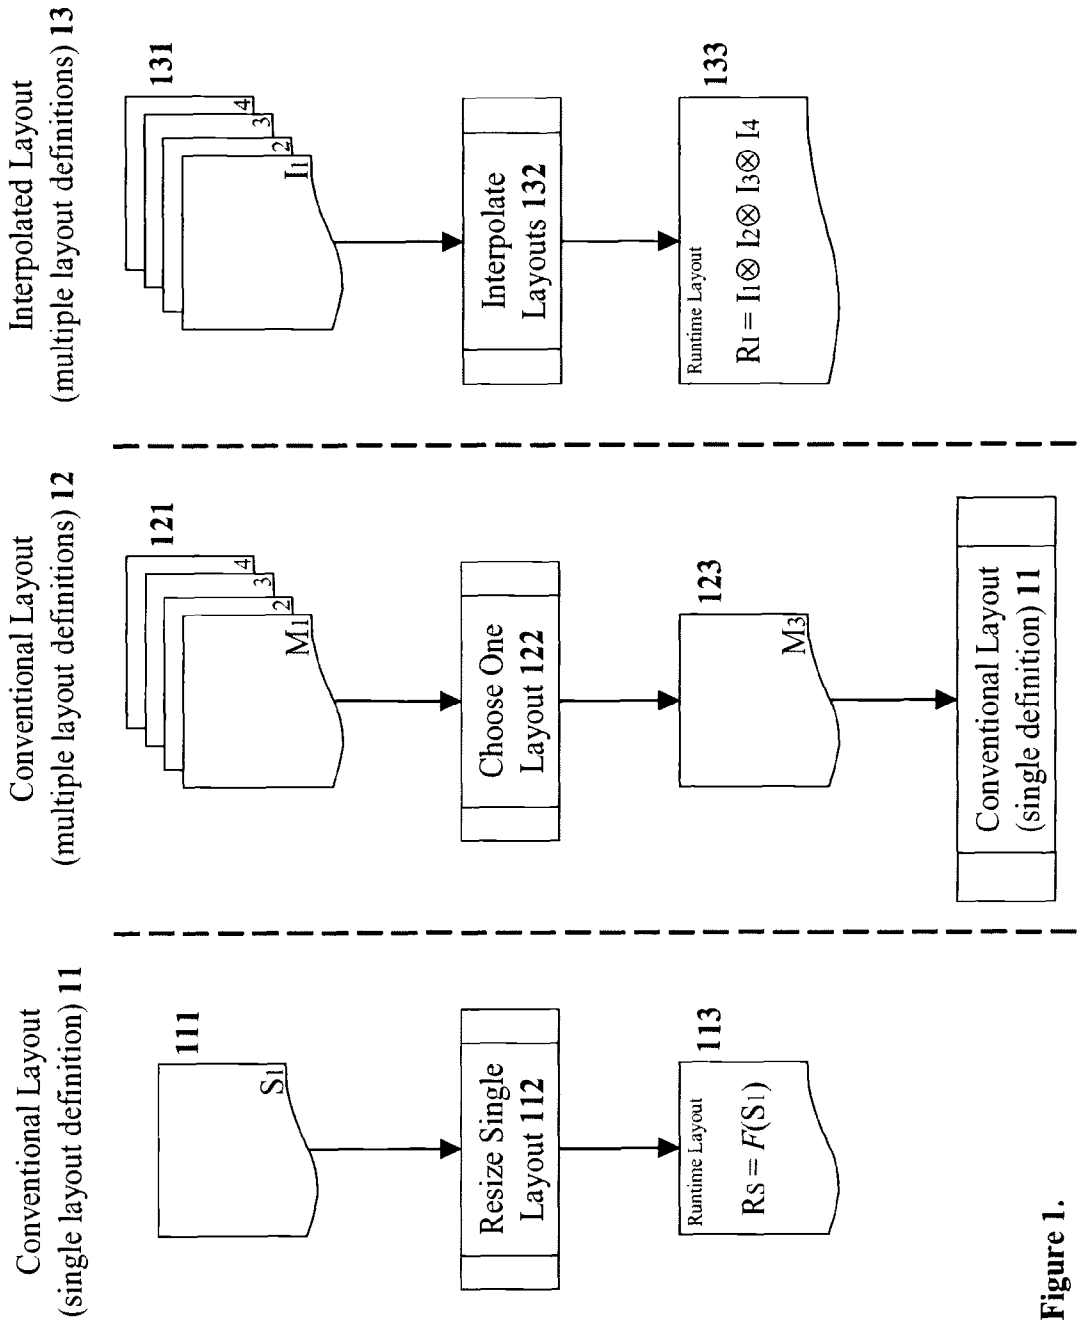 Conventional Layout
(single layout definition) 11
111
S1
Resize Single
Layout 112
113
Runtime Layout
RS = F(S1)
Conventional Layout
(multiple layout definitions) 12
121
4
3
2
M1
Choose One
Layout 122
123
M3
Conventional Layout
(single definition) 11
Interpolated Layout
(multiple layout definitions) 13
131
4
3
2
I1
Interpolate
Layouts 132
133
Runtime Layout
RI = I1⊗ I2⊗ I3⊗ I4
Figure 1.